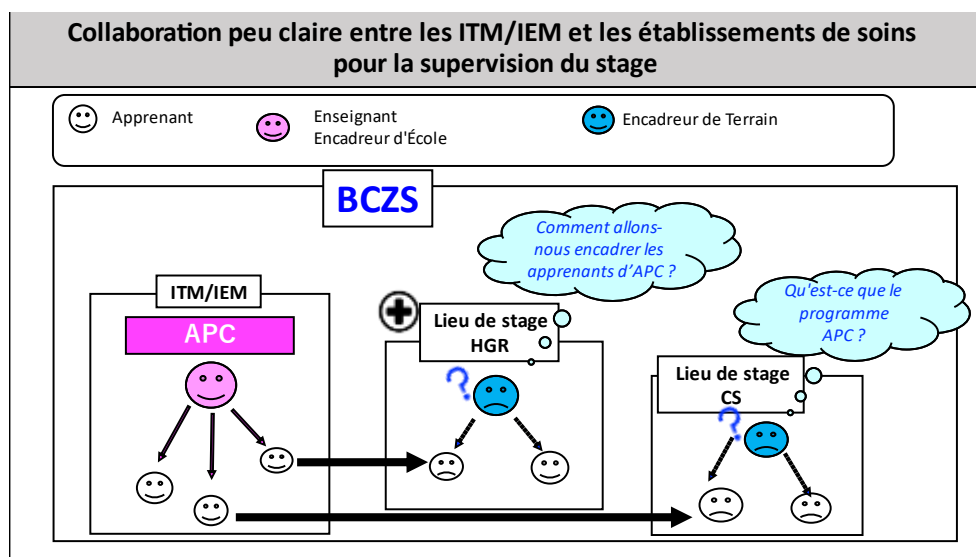 Collaboration peu claire entre les ITM/IEM et les établissements de soins
pour la supervision du stage
Apprenant
Enseignant
Encadreur d'École
Encadreur de Terrain
BCZS
Comment allons-
nous encadrer les
apprenants d’APC ?
Qu'est-ce que le
programme
APC ?
ITM/IEM
APC
Lieu de stage
HGR
?
Lieu de stage
CS
?